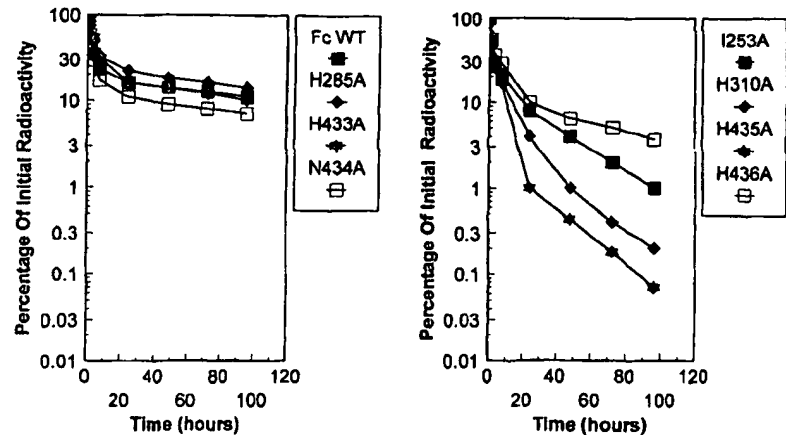 Percentage Of Initial Radioactivity
100
30
10
3
1
0.3
0.1
0.03
0.01
0 40 80 120
20 60 100
Time (hours)
Fc WT
H285A
H433A
N434A
Percentage Of Initial Radioactivity
100
30
10
3
1
0.3
0.1
0.03
0.01
0 40 80 120
20 60 100
Time (hours)
I253A
H310A
H435A
H436A